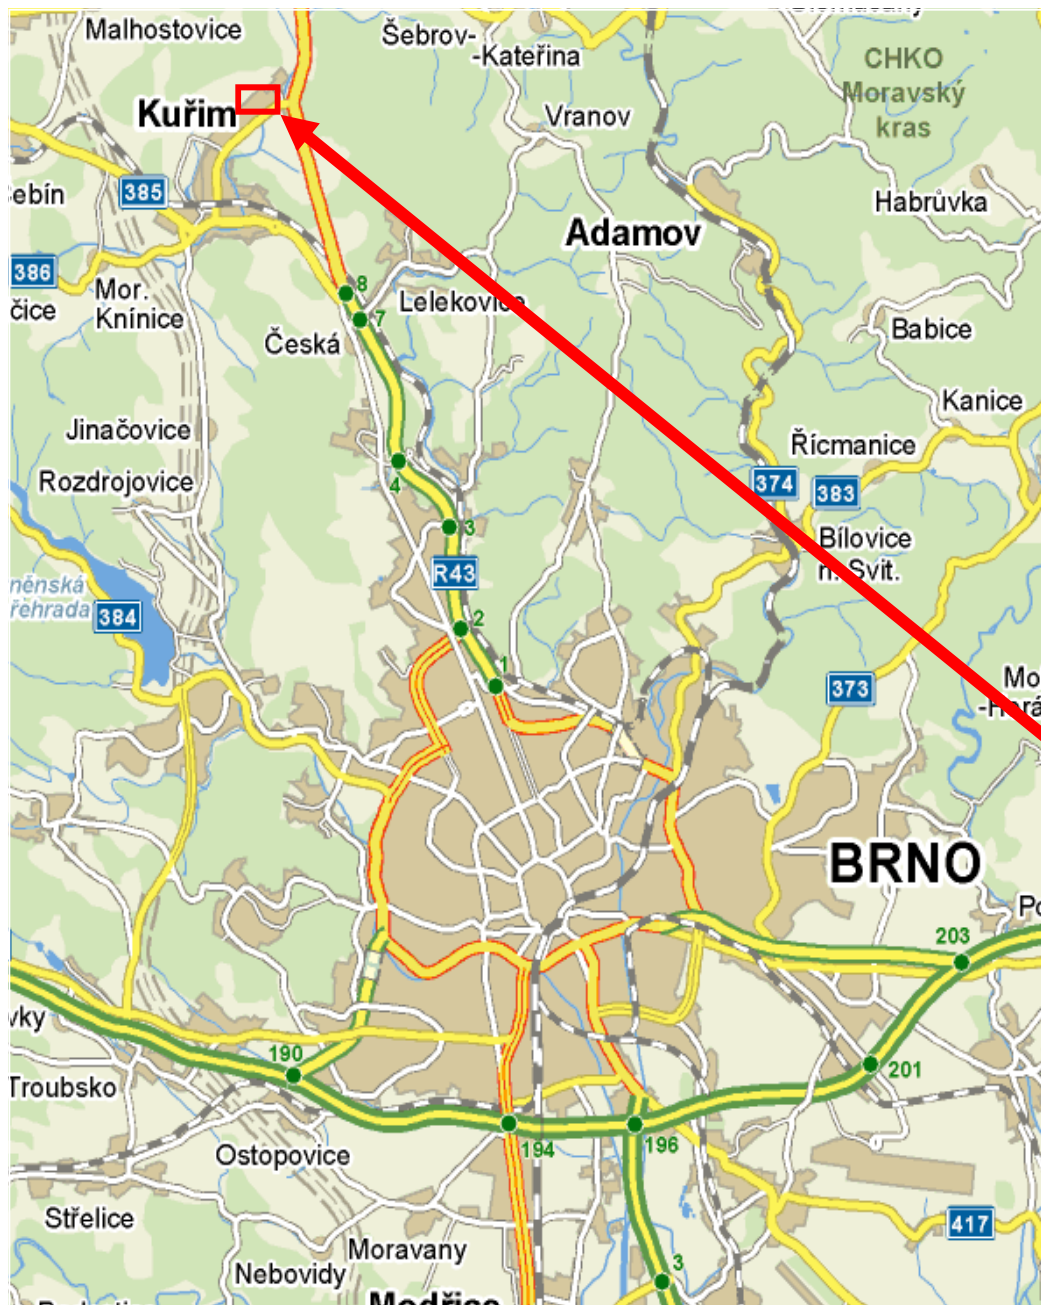 Malhostovice
Šebrov-
-Kateřina
CHKO
Moravský
kras
Kuřim
Vranov
385
Habrůvka
Adamov
386
Mor.
Knínice
8
Lelekovice
7
Česká
Babice
Kanice
Jinačovice
Řícmanice
Rozdrojovice
4
374
383
3
Bílovice
n. Svit.
R43
384
2
1
373
BRNO
203
190
201
Troubsko
194
196
Ostopovice
Střelice
417
Moravany
3
Nebovidy
Modřice